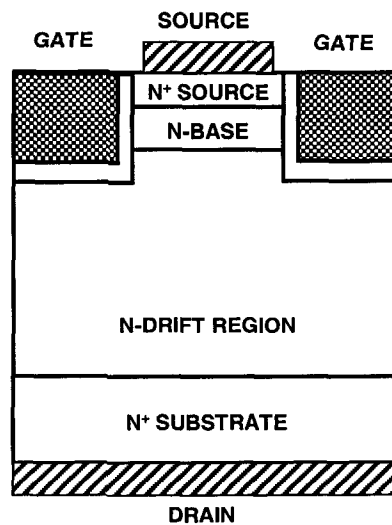 SOURCE
GATE
GATE
N⁺ SOURCE
N-BASE
N-DRIFT REGION
N⁺ SUBSTRATE
DRAIN